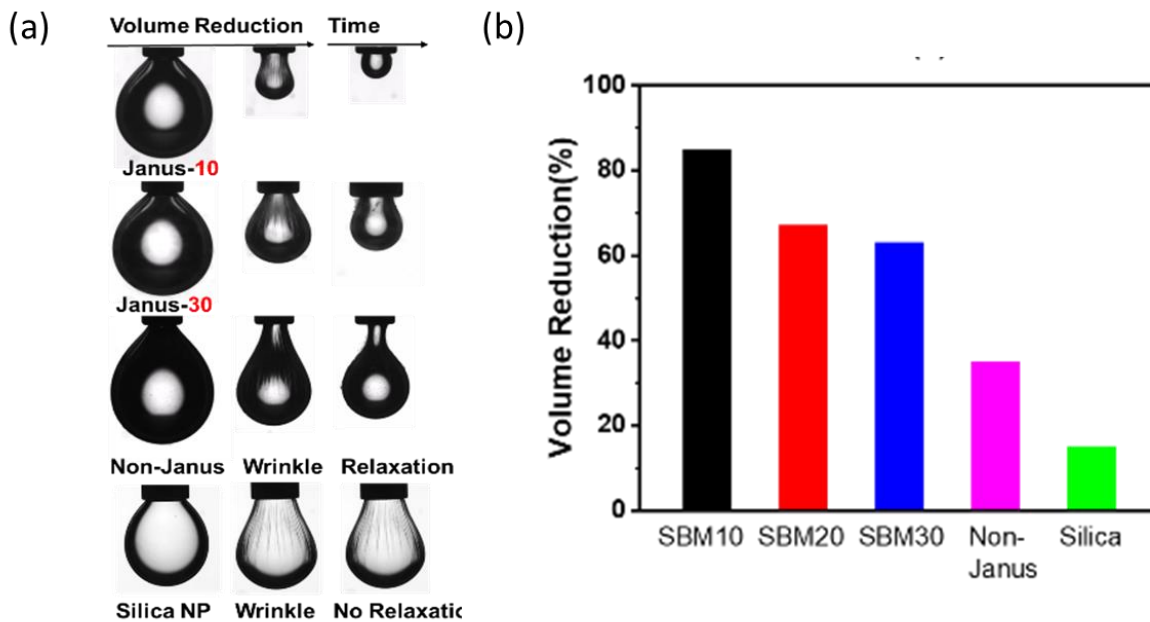 (a)
Volume Reduction Time
Janus-10
Janus-30
Non-Janus Wrinkle Relaxation
Silica NP Wrinkle No Relaxatio
(b)
Volume Reduction(%)
100
80
60
40
20
0
SBM10 SBM20 SBM30 Non-Janus Silica